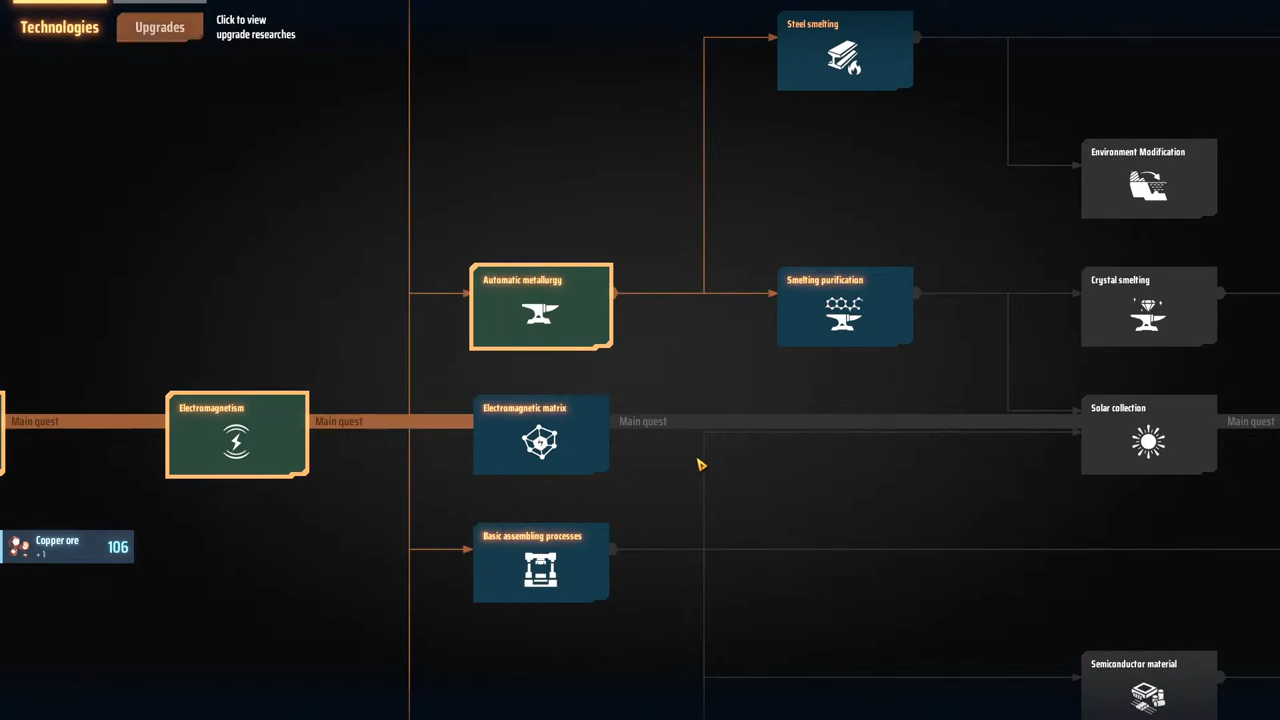 Technologies
Upgrades
Click to view
upgrade researches
Steel smelting
Environment Modification
Automatic metallurgy
Smelting purification
Crystal smelting
Main quest
Electromagnetism
Main quest
Electromagnetic matrix
Main quest
Solar collection
Main quest
Copper ore
+ 1
106
Basic assembling processes
Semiconductor material